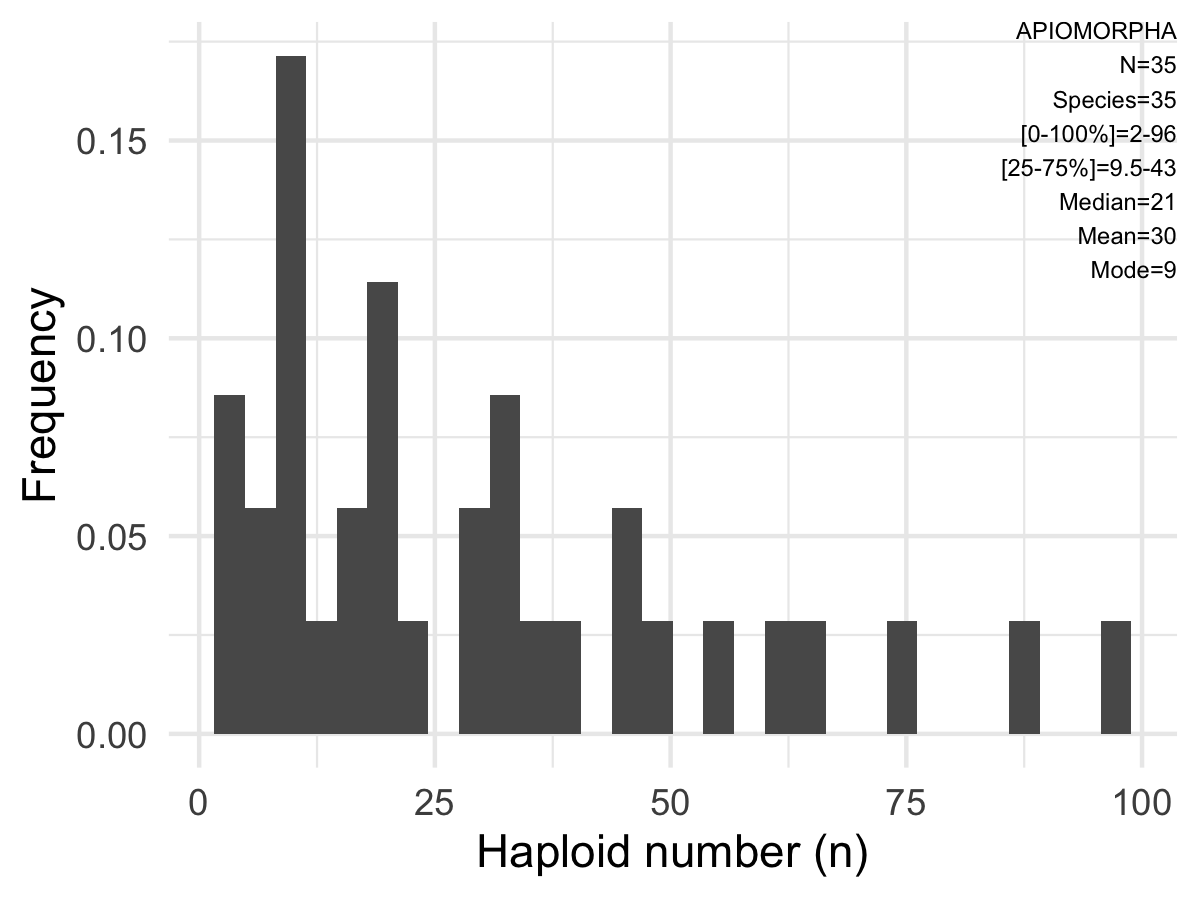 APIOMORPHA
N=35
Species=35
[0-100%]=2-96
[25-75%]=9.5-43
Median=21
Mean=30
Mode=9
Frequency
0.15
0.10
0.05
0.00
0 25 50 75 100
Haploid number (n)